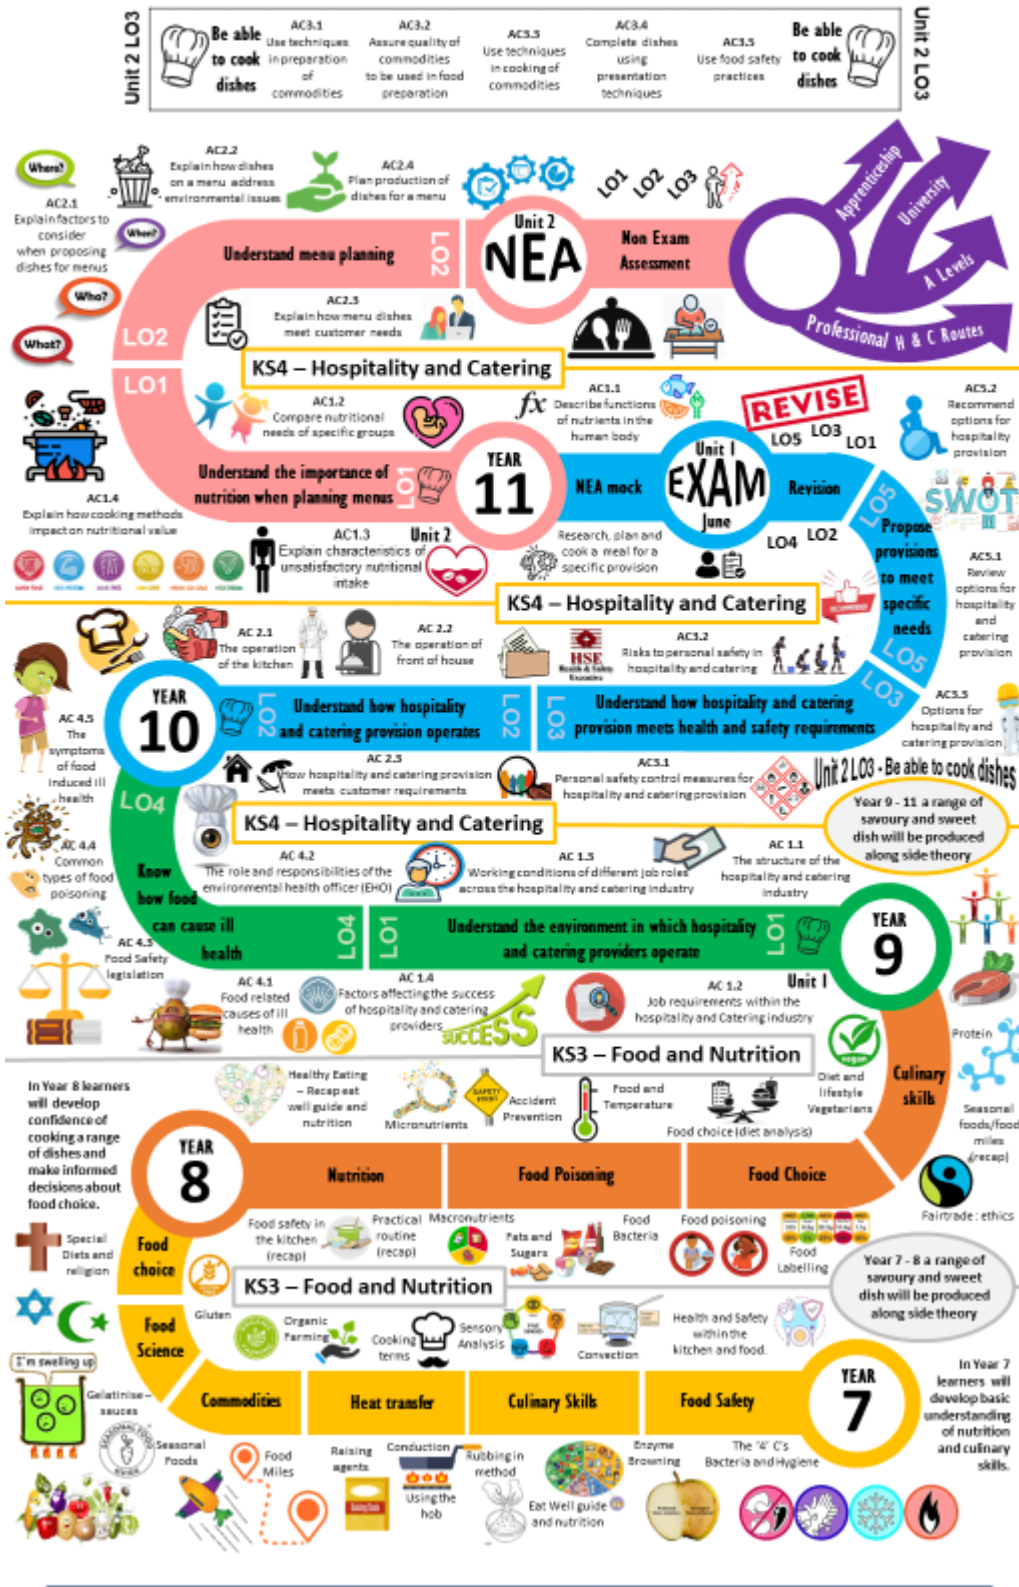 Unit 2 LO3
Be able
to cook
dishes
AC3.1
Use techniques
in preparation
of
commodities
AC3.2
Assure quality of
commodities
to be used in food
preparation
AC3.3
Use techniques
in cooking of
commodities
AC3.4
Complete dishes
using
presentation
techniques
AC3.5
Use food safety
practices
Be able
to cook
dishes
Unit 2 LO3
Where?
AC2.1
Explain factors to
consider
when proposing
dishes for menus
When?
Who?
What?
AC2.2
Explain how dishes
on a menu address
environmental issues
AC2.4
Plan production of
dishes for a menu
LO1 LO2 LO3
Apprenticeship
University
A Levels
Professional H & C Routes
Understand menu planning
LO2
Unit 2
NEA
Non Exam
Assessment
LO2
AC2.3
Explain how menu dishes
meet customer needs
KS4 – Hospitality and Catering
LO1
AC1.2
Compare nutritional
needs of specific groups
fx
AC1.1
Describe functions
of nutrients in the
human body
REVISE
LO5 LO3 LO1
AC5.2
Recommend
options for
hospitality
provision
SWOT
AC1.4
Explain how cooking methods
impact on nutritional value
Understand the importance of
nutrition when planning menus
LO1
YEAR
11
NEA mock
Unit 1
EXAM
June
Revision
LO4 LO2
LO5
Propose
provisions
to meet
specific
needs
LO5
AC5.1
Review
options for
hospitality
and
catering
provision
AC1.3
Explain characteristics of
unsatisfactory nutritional
intake
Unit 2
Research, plan and
cook a meal for a
specific provision
KS4 – Hospitality and Catering
AC 2.1
The operation
of the kitchen
AC 2.2
The operation of
front of house
HSE
Health & Safety
Executive
AC3.2
Risks to personal safety in
hospitality and catering
LO3
AC3.3
Options for
hospitality and
catering provision
YEAR
10
LO2
Understand how hospitality
and catering provision operates
LO2
LO3
Understand how hospitality and catering
provision meets health and safety requirements
AC 4.5
The
symptoms
of food
induced ill
health
AC 2.3
How hospitality and catering provision
meets customer requirements
AC3.1
Personal safety control measures for
hospitality and catering provision
Unit 2 LO3 - Be able to cook dishes
Year 9 - 11 a range of
savoury and sweet
dish will be produced
along side theory
LO4
KS4 – Hospitality and Catering
AC 4.4
Common
types of food
poisoning
Know
how food
can cause ill
health
AC 4.2
The role and responsibilities of the
environmental health officer (EHO)
AC 1.3
Working conditions of different job roles
across the hospitality and catering industry
AC 1.1
The structure of the
hospitality and catering
industry
AC 4.3
Food Safety
legislation
LO4
LO1
Understand the environment in which hospitality
and catering providers operate
LO1
YEAR
9
AC 4.1
Food related
causes of ill
health
AC 1.4
Factors affecting the success
of hospitality and catering
providers
SUCCESS
AC 1.2
Job requirements within the
hospitality and Catering industry
Unit 1
KS3 – Food and Nutrition
vegan
Diet and
lifestyle
Vegetarians
Culinary
skills
Protein
Seasonal
foods/food
miles
(recap)
In Year 8 learners
will develop
confidence of
cooking a range
of dishes and
make informed
decisions about
food choice.
Healthy Eating
– Recap eat
well guide and
nutrition
Micronutrients
SAFETY
FIRST
Accident
Prevention
Food and
Temperature
Food choice (diet analysis)
YEAR
8
Nutrition
Food Poisoning
Food Choice
Fairtrade: ethics
Special
Diets and
religion
Food
choice
Food safety in
the kitchen
(recap)
Practical
routine
(recap)
Macronutrients
Fats and
Sugars
Food
Bacteria
Food poisoning
Food
Labelling
Year 7 - 8 a range of
savoury and sweet
dish will be produced
along side theory
KS3 – Food and Nutrition
Food
Science
Gluten
Organic
Farming
Cooking
terms
Sensory
Analysis
Convection
Health and Safety
within the
kitchen and food.
I'm swelling up
Gelatinise –
sauces
Commodities
Heat transfer
Culinary Skills
Food Safety
YEAR
7
In Year 7
learners will
develop basic
understanding
of nutrition
and culinary
skills.
SEASONAL FOOD
GUIDE
Seasonal
Foods
Food
Miles
Raising
agents
Conduction
Using the
hob
Rubbing in
method
Eat Well guide
and nutrition
Enzyme
Browning
The '4' C's
Bacteria and Hygiene